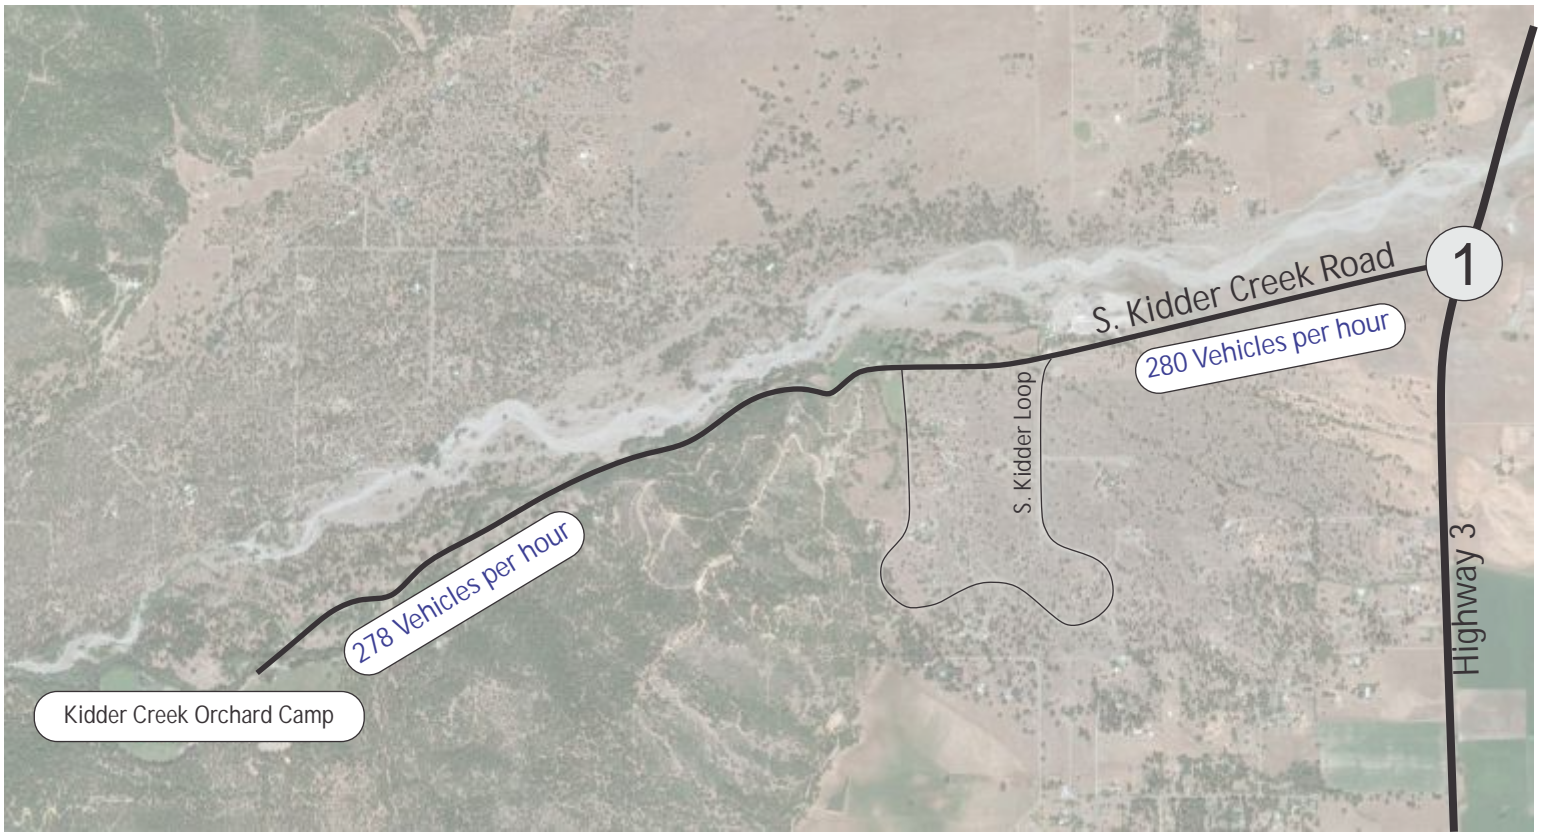 1
S. Kidder Creek Road
280 Vehicles per hour
S. Kidder Loop
278 Vehicles per hour
Highway 3
Kidder Creek Orchard Camp